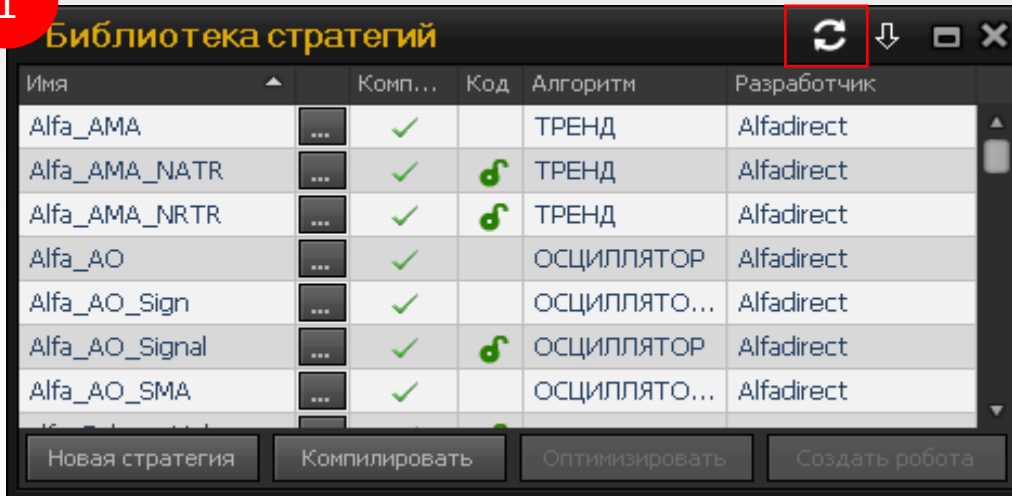 1
Библиотека стратегий
Имя Комп... Код Алгоритм Разработчик
Alfa_AMA ... ТРЕНД Alfadirect
Alfa_AMA_NATR ... ТРЕНД Alfadirect
Alfa_AMA_NRTR ... ТРЕНД Alfadirect
Alfa_AO ... ОСЦИЛЛЯТОР Alfadirect
Alfa_AO_Sign ... ОСЦИЛЛЯТО... Alfadirect
Alfa_AO_Signal ... ОСЦИЛЛЯТОР Alfadirect
Alfa_AO_SMA ... ОСЦИЛЛЯТО... Alfadirect
Новая стратегия Компилировать Оптимизировать Создать робота